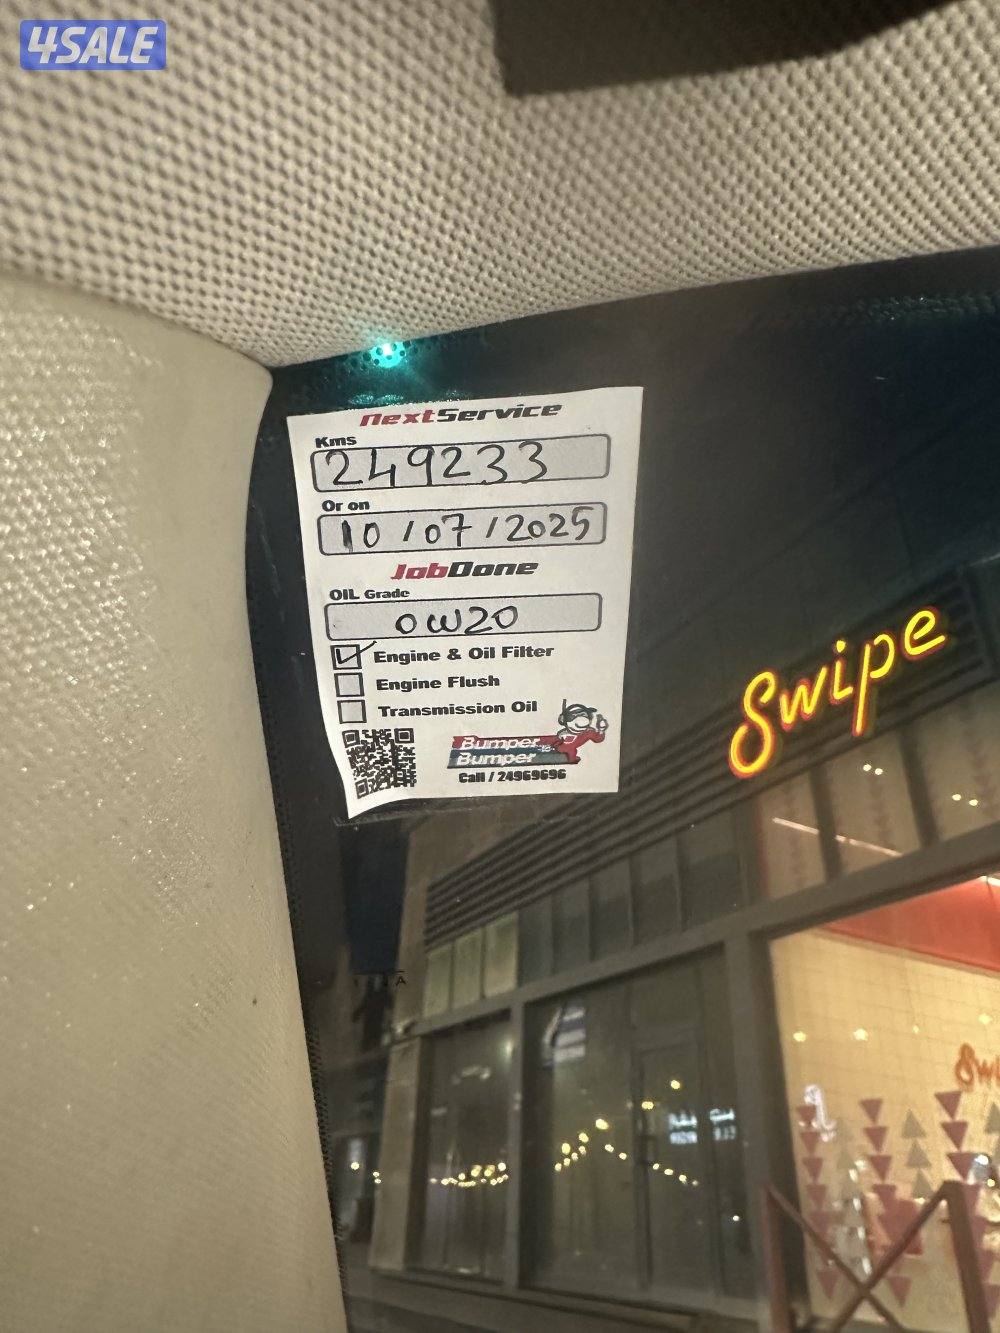 4SALE
NextService
Kms
249233
Or on
10/07/2025
JobDone
OIL Grade
0W20
Engine & Oil Filter
Engine Flush
Transmission Oil
Bumper to
Bumper
Call / 24969696
Swipe